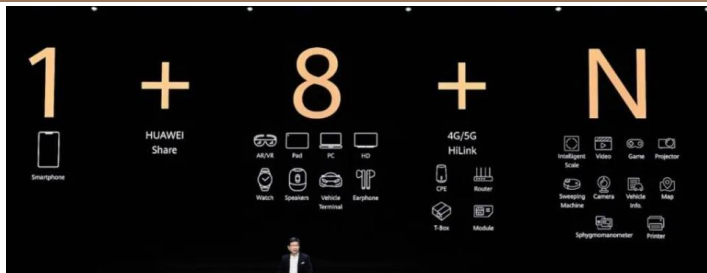 1 + 8 + N
Smartphone
HUAWEI
Share
AR/VR Pad PC HD
Watch Speakers Vehicle
Terminal Earphone
4G/5G
HiLink
CPE Router
T-Box Module
Intelligent
Scale Video Game Projector
Sweeping
Machine Camera Vehicle
Info. Map
Sphygmomanometer Printer